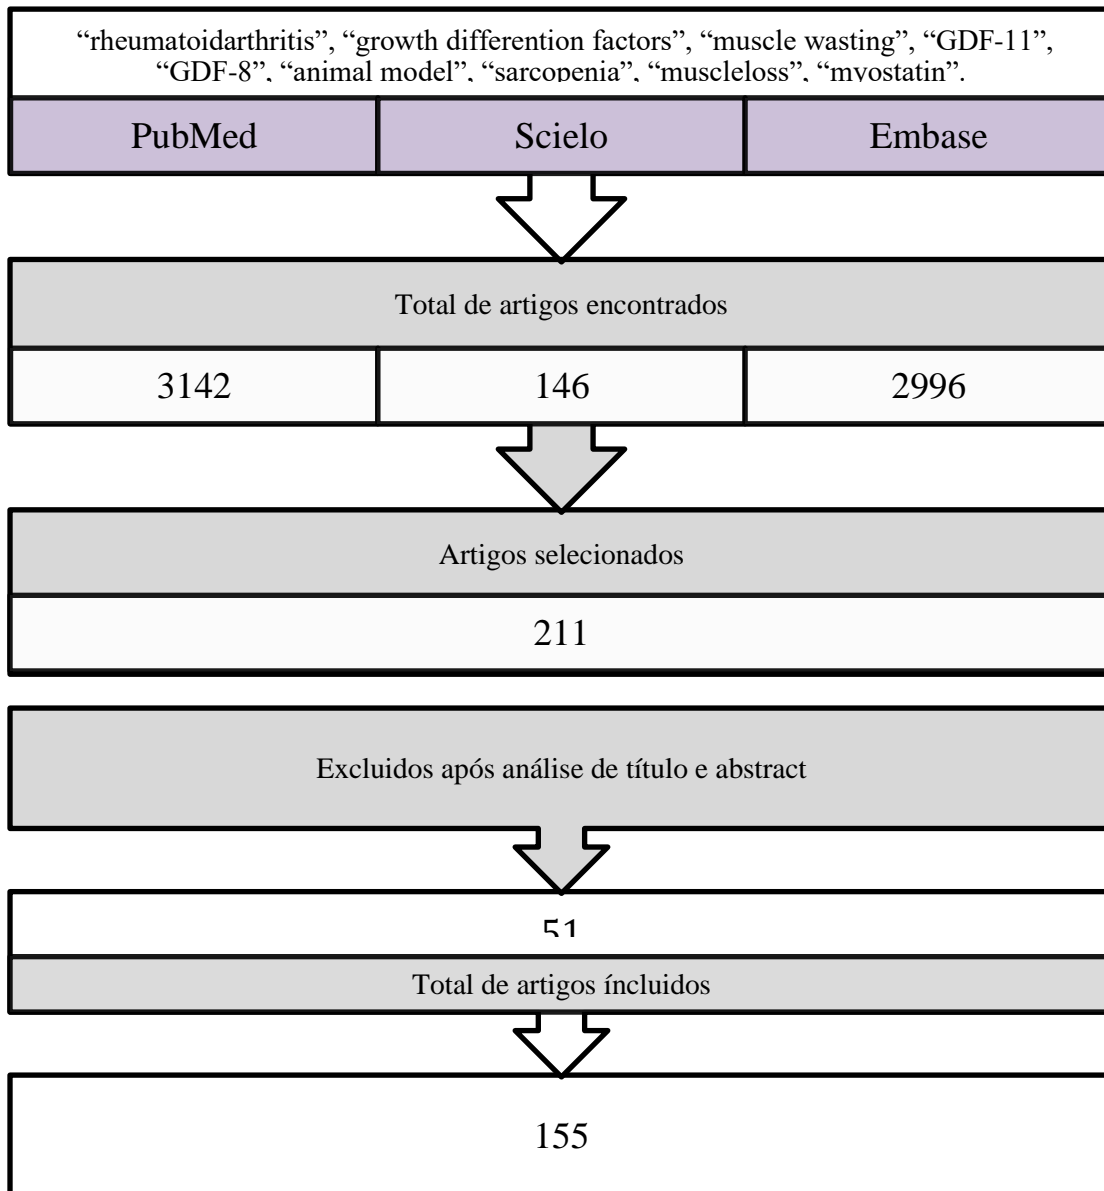 “rheumatoidarthritis”, “growth differention factors”, “muscle wasting”, “GDF-11”,
“GDF-8”, “animal model”, “sarcopenia”, “muscleloss”, “myostatin”.
PubMed Scielo Embase
Total de artigos encontrados
3142 146 2996
Artigos selecionados
211
Excluidos após análise de título e abstract
51
Total de artigos íncluidos
155